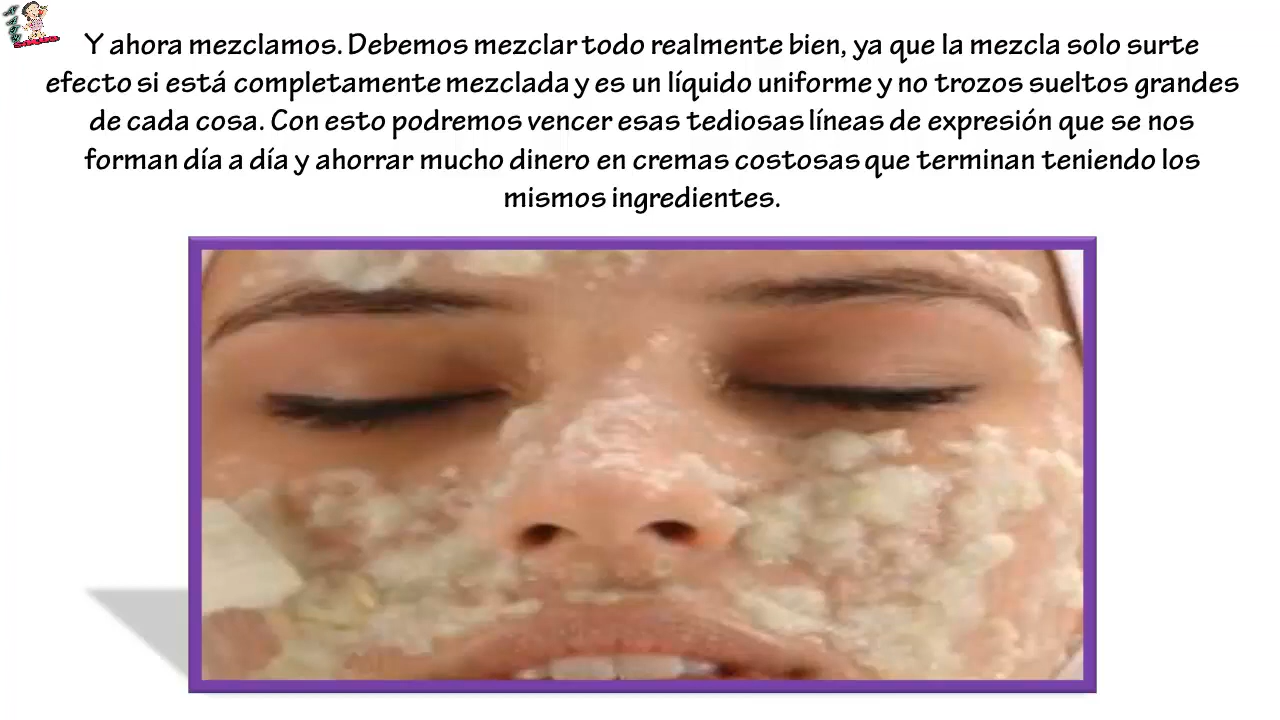 Y ahora mezclamos. Debemos mezclar todo realmente bien, ya que la mezcla solo surte
efecto si está completamente mezclada y es un líquido uniforme y no trozos sueltos grandes
de cada cosa. Con esto podremos vencer esas tediosas líneas de expresión que se nos
forman día a día y ahorrar mucho dinero en cremas costosas que terminan teniendo los
mismos ingredientes.